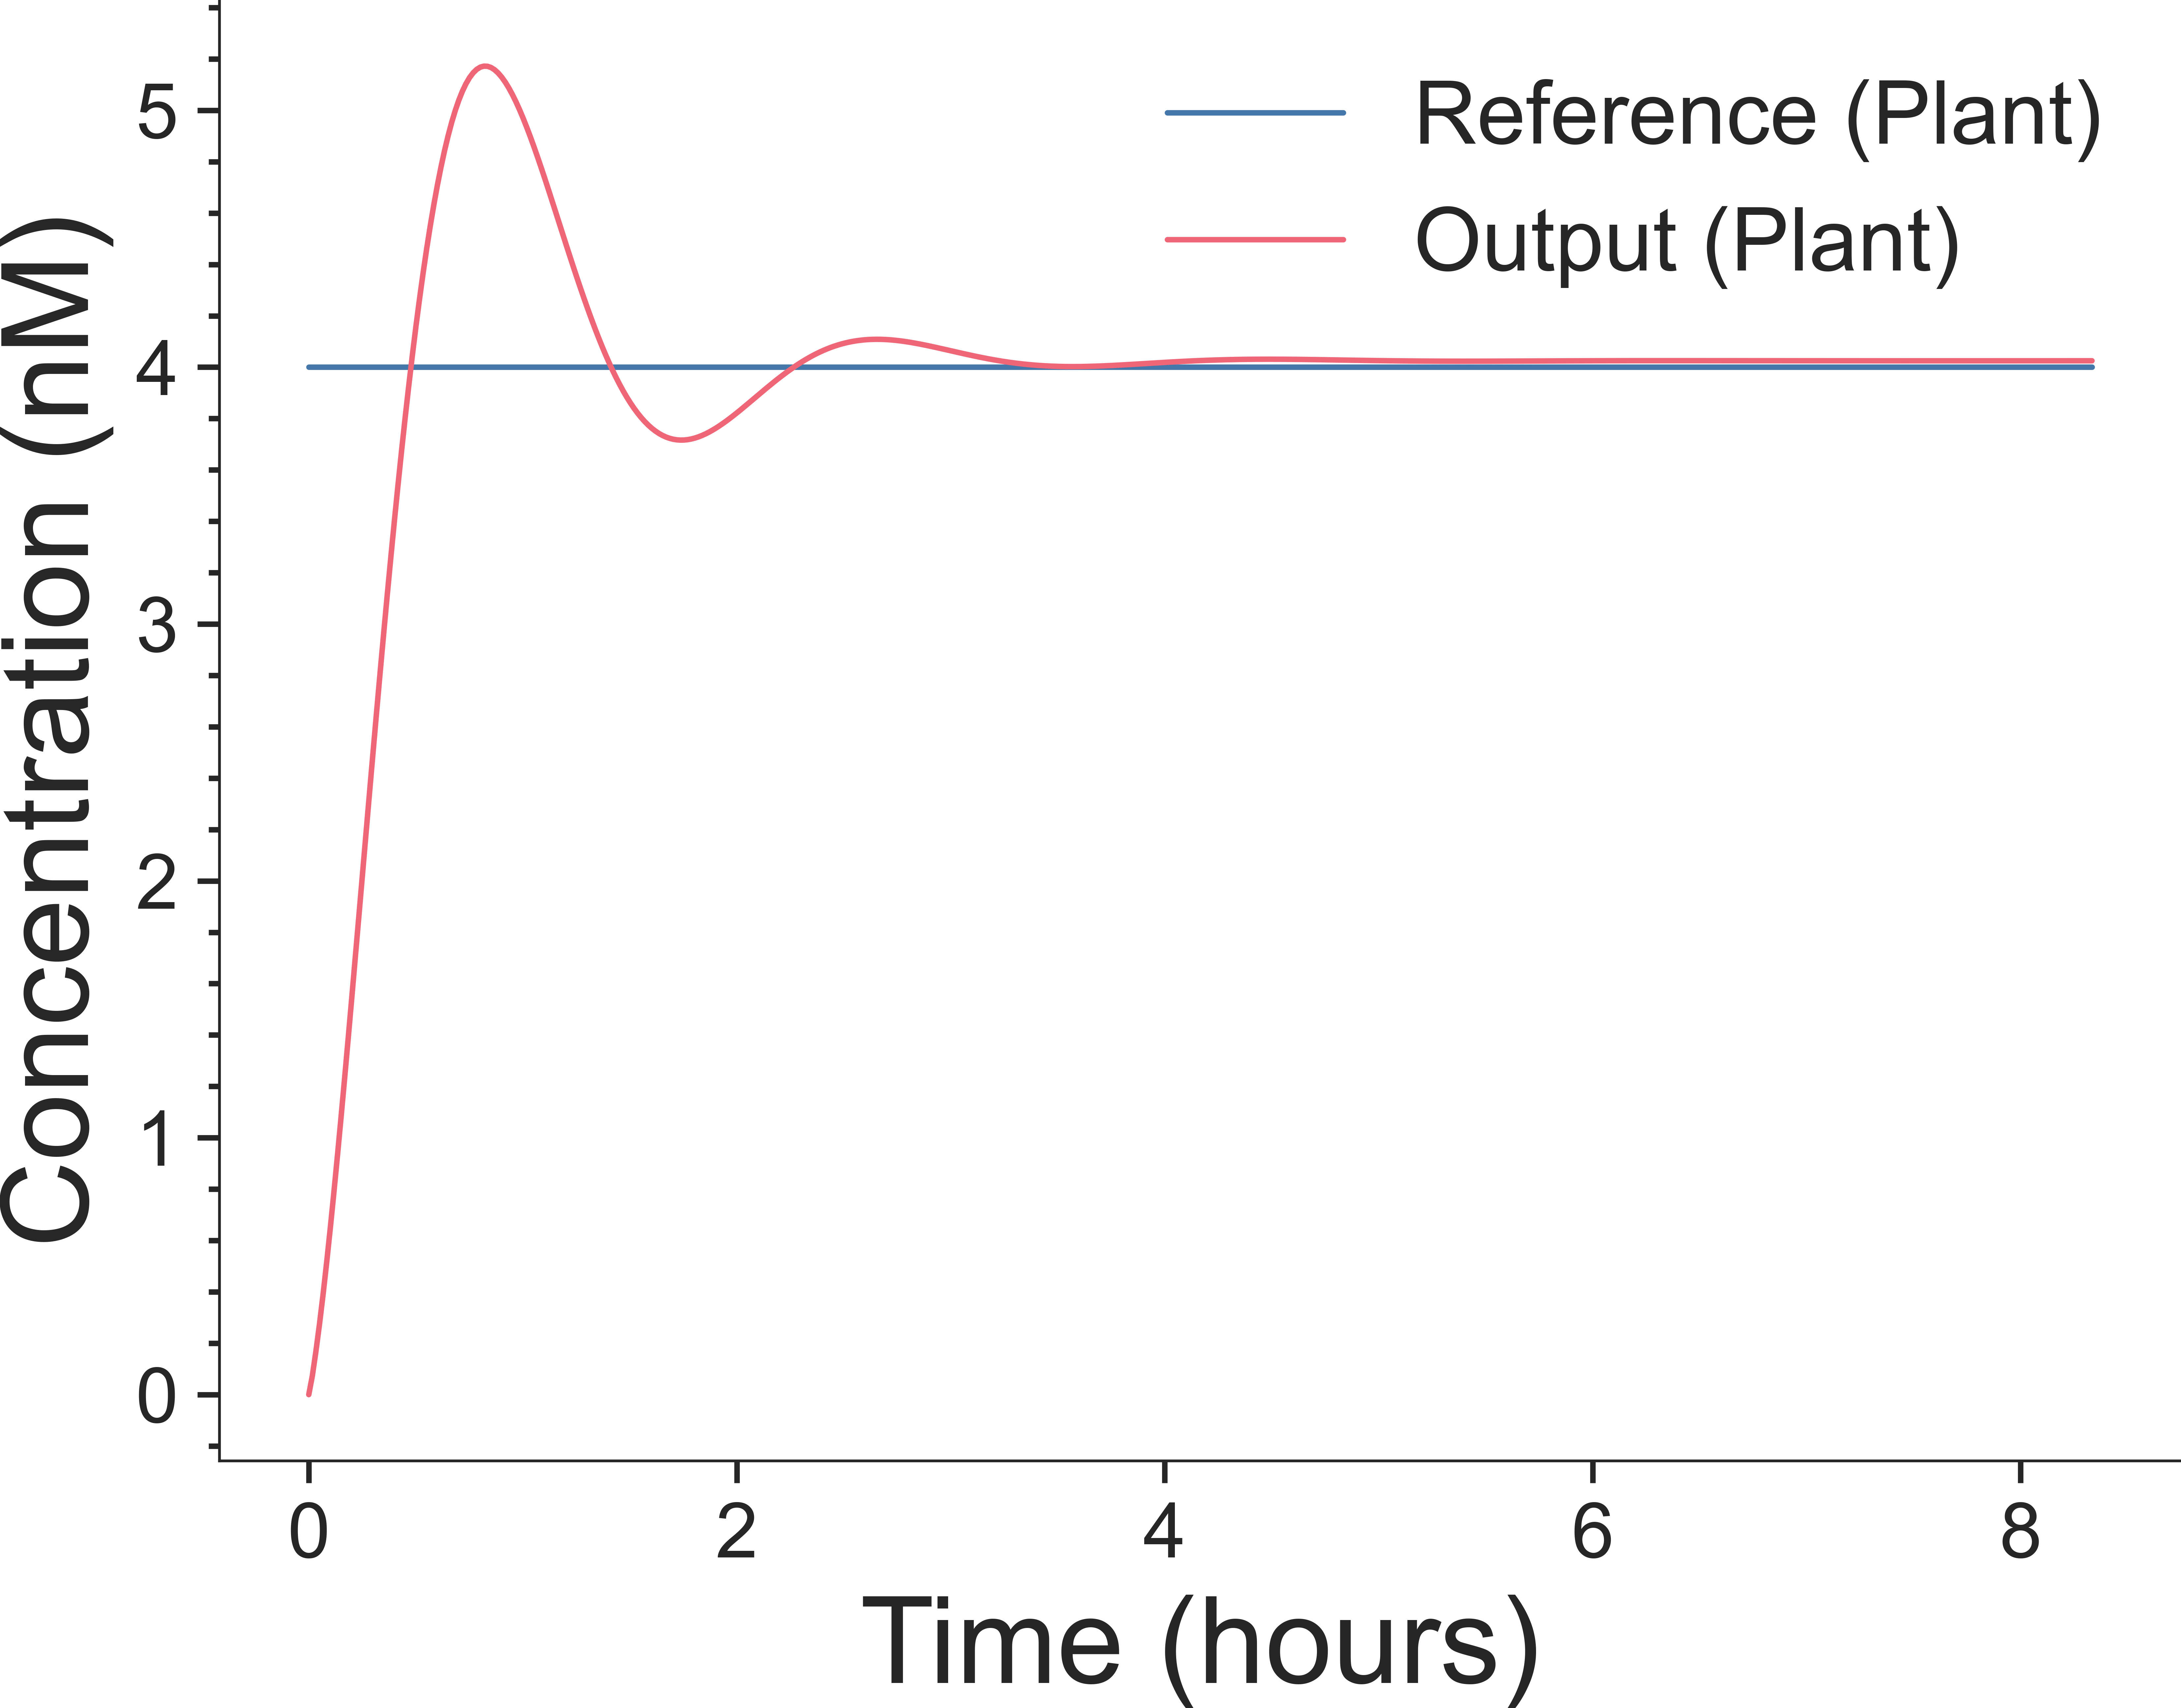 Concentration (nM)
5
4
3
2
1
0
Reference (Plant)
Output (Plant)
0 2 4 6 8
Time (hours)